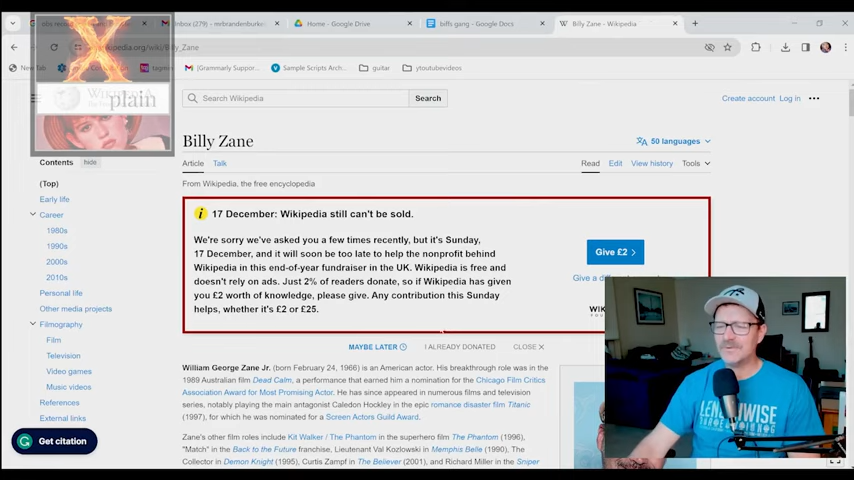 Inbox (279) - mrbrandenburk
Home - Google Drive
biffs gang - Google Docs
Billy Zane - Wikipedia
wikipedia.org/wiki/Billy_Zane
New Tab
[Grammarly Suppor...
Sample Scripts Arch...
guitar
ytoutubevideos
X
WIKIPEDIA
plain
Search Wikipedia
Search
Create account Log in
Billy Zane
50 languages
Article Talk
Read Edit View history Tools
From Wikipedia, the free encyclopedia
Contents hide
(Top)
Early life
Career
1980s
1990s
2000s
2010s
Personal life
Other media projects
Filmography
Film
Television
Video games
Music videos
References
External links
Get citation
17 December: Wikipedia still can't be sold.
We're sorry we've asked you a few times recently, but it's Sunday,
17 December, and it will soon be too late to help the nonprofit behind
Wikipedia in this end-of-year fundraiser in the UK. Wikipedia is free and
doesn't rely on ads. Just 2% of readers donate, so if Wikipedia has given
you £2 worth of knowledge, please give. Any contribution this Sunday
helps, whether it's £2 or £25.
Give £2
Give a
MAYBE LATER I ALREADY DONATED CLOSE
William George Zane Jr. (born February 24, 1966) is an American actor. His breakthrough role was in the
1989 Australian film Dead Calm, a performance that earned him a nomination for the Chicago Film Critics
Association Award for Most Promising Actor. He has since appeared in numerous films and television
series, notably playing the main antagonist Caledon Hockley in the epic romance disaster film Titanic
(1997), for which he was nominated for a Screen Actors Guild Award.
Zane's other film roles include Kit Walker / The Phantom in the superhero film The Phantom (1996),
"Match" in the Back to the Future franchise, Lieutenant Val Kozlowski in Memphis Belle (1990), The
Collector in Demon Knight (1995), Curtis Zampf in The Believer (2001), and Richard Miller in the Sniper